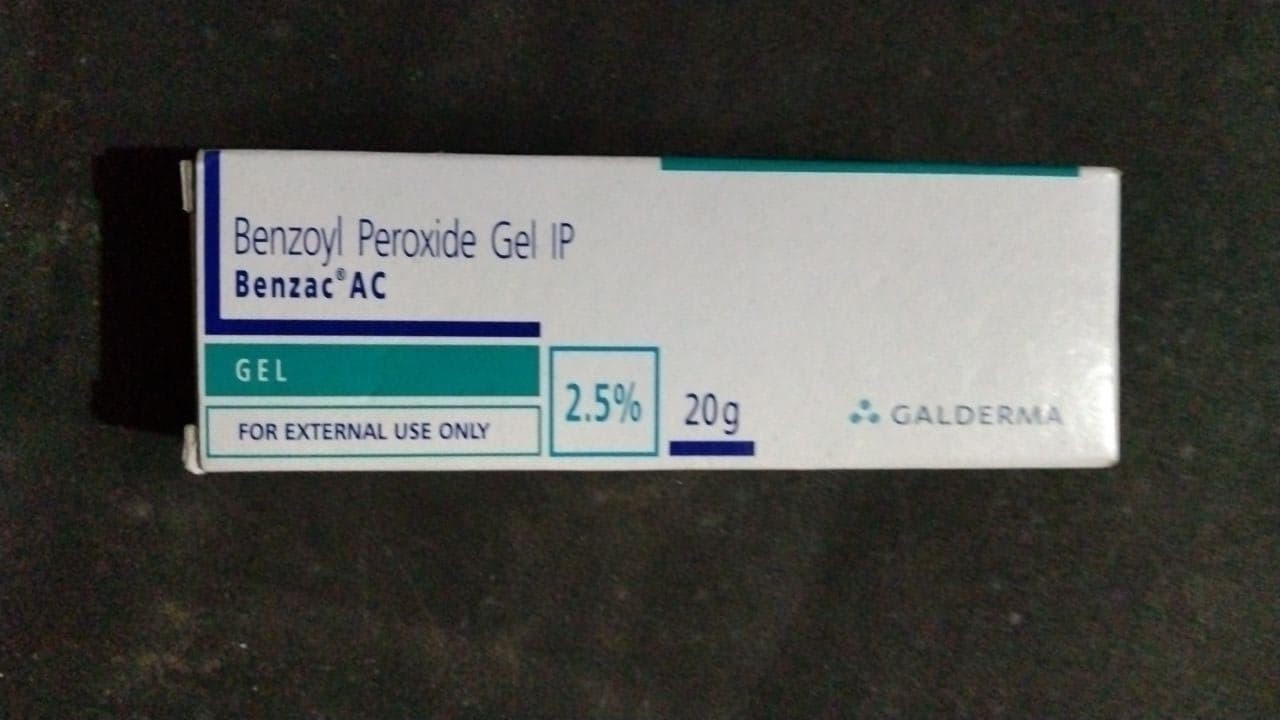 Benzoyl Peroxide Gel IP
Benzac® AC
GEL
FOR EXTERNAL USE ONLY
2.5%
20g
GALDERMA